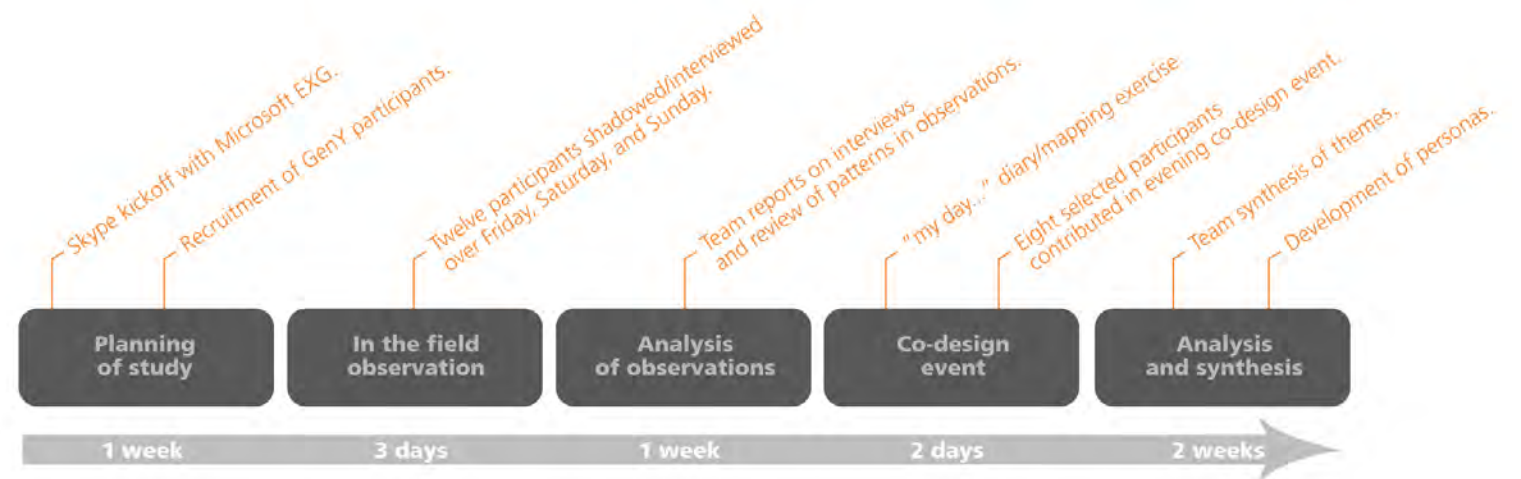 Skype kickoff with Microsoft EXG.
Recruitment of GenY participants.
Twelve participants shadowed/interviewed
over Friday, Saturday, and Sunday.
Team reports on interviews
and review of patterns in observations.
"my day..." diary/mapping exercise.
Eight selected participants
contributed in evening co-design event.
Team synthesis of themes.
Development of personas.
Planning
of study
In the field
observation
Analysis
of observations
Co-design
event
Analysis
and synthesis
1 week
3 days
1 week
2 days
2 weeks